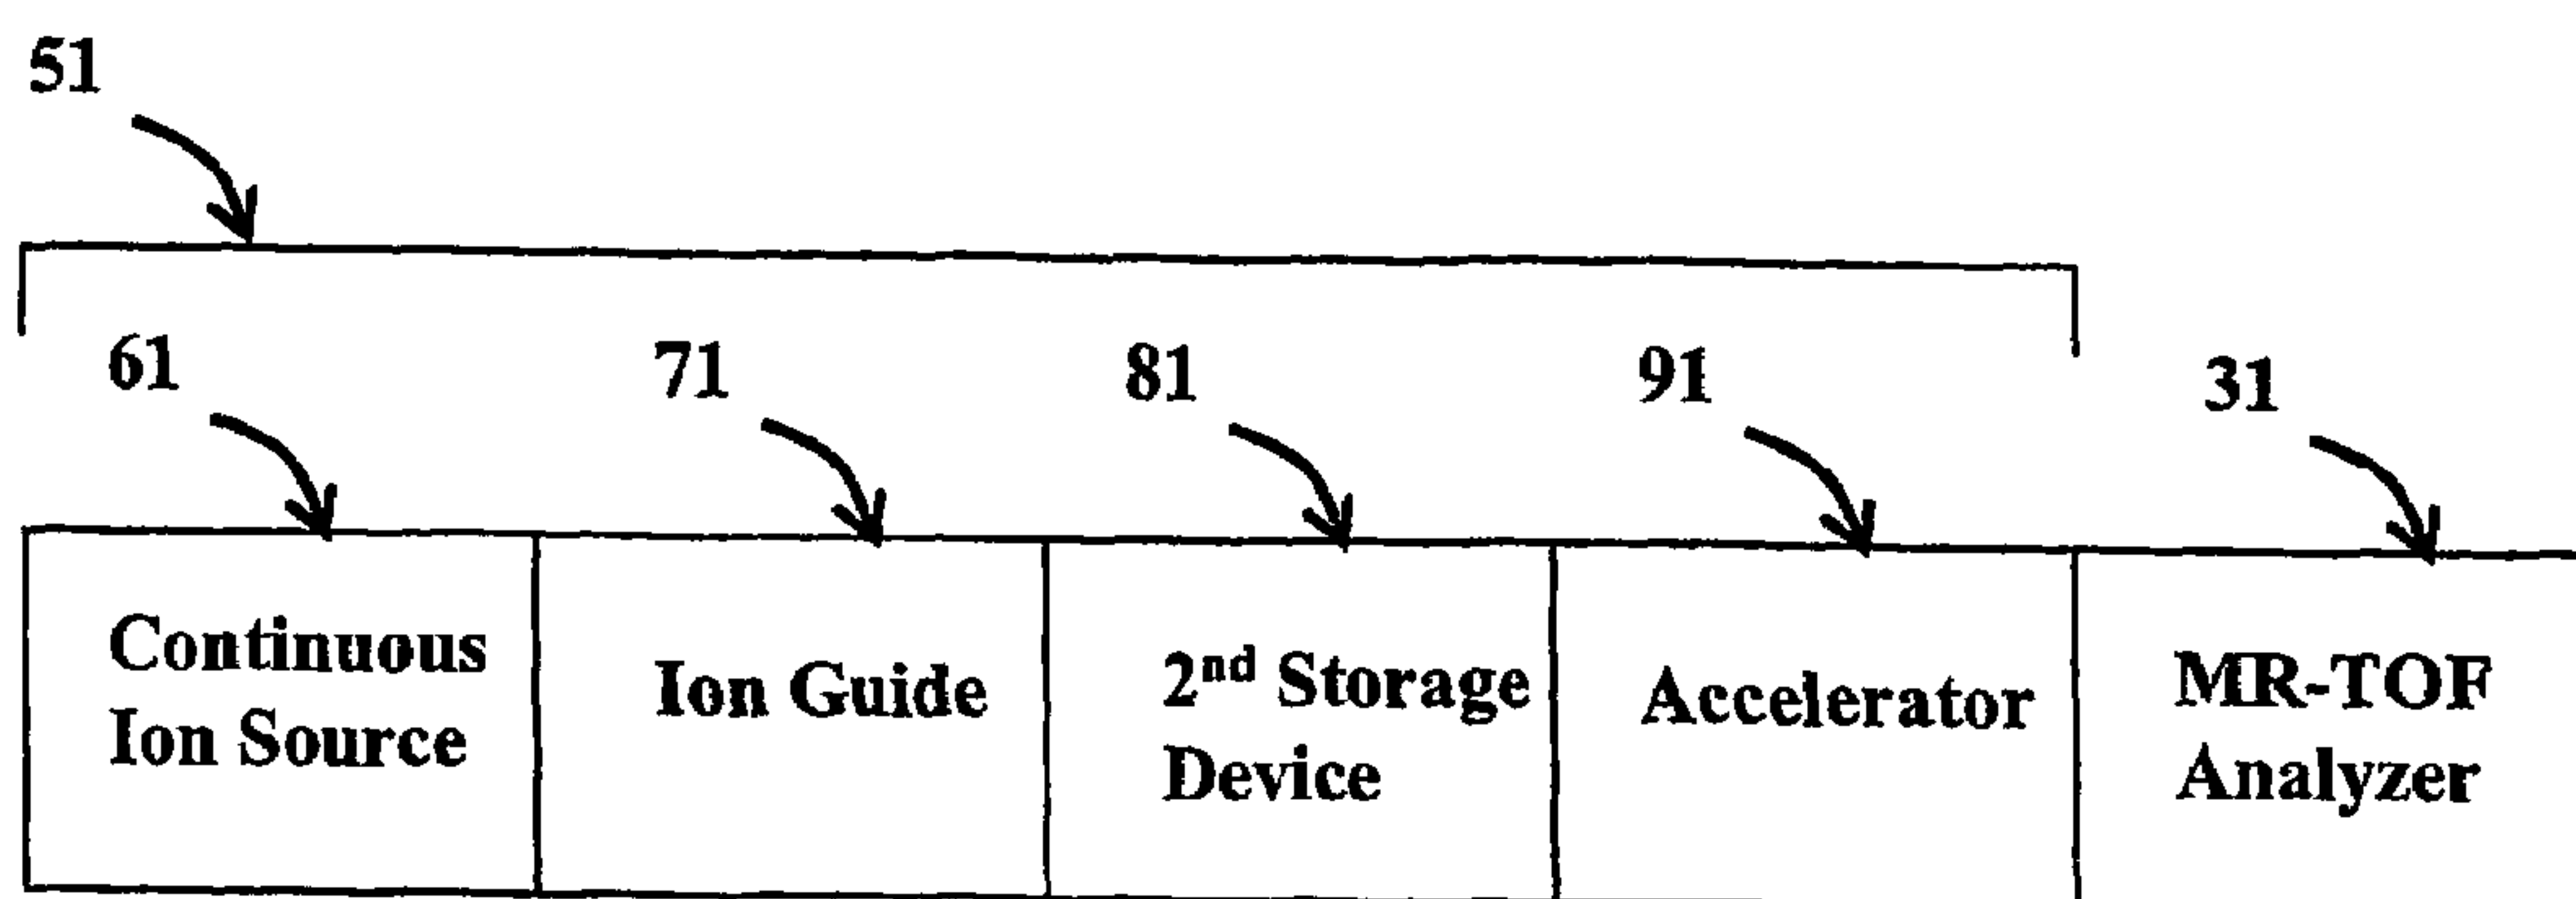 51
61
71
81
91
31
Continuous
Ion Source
Ion Guide
2nd Storage
Device
Accelerator
MR-TOF
Analyzer